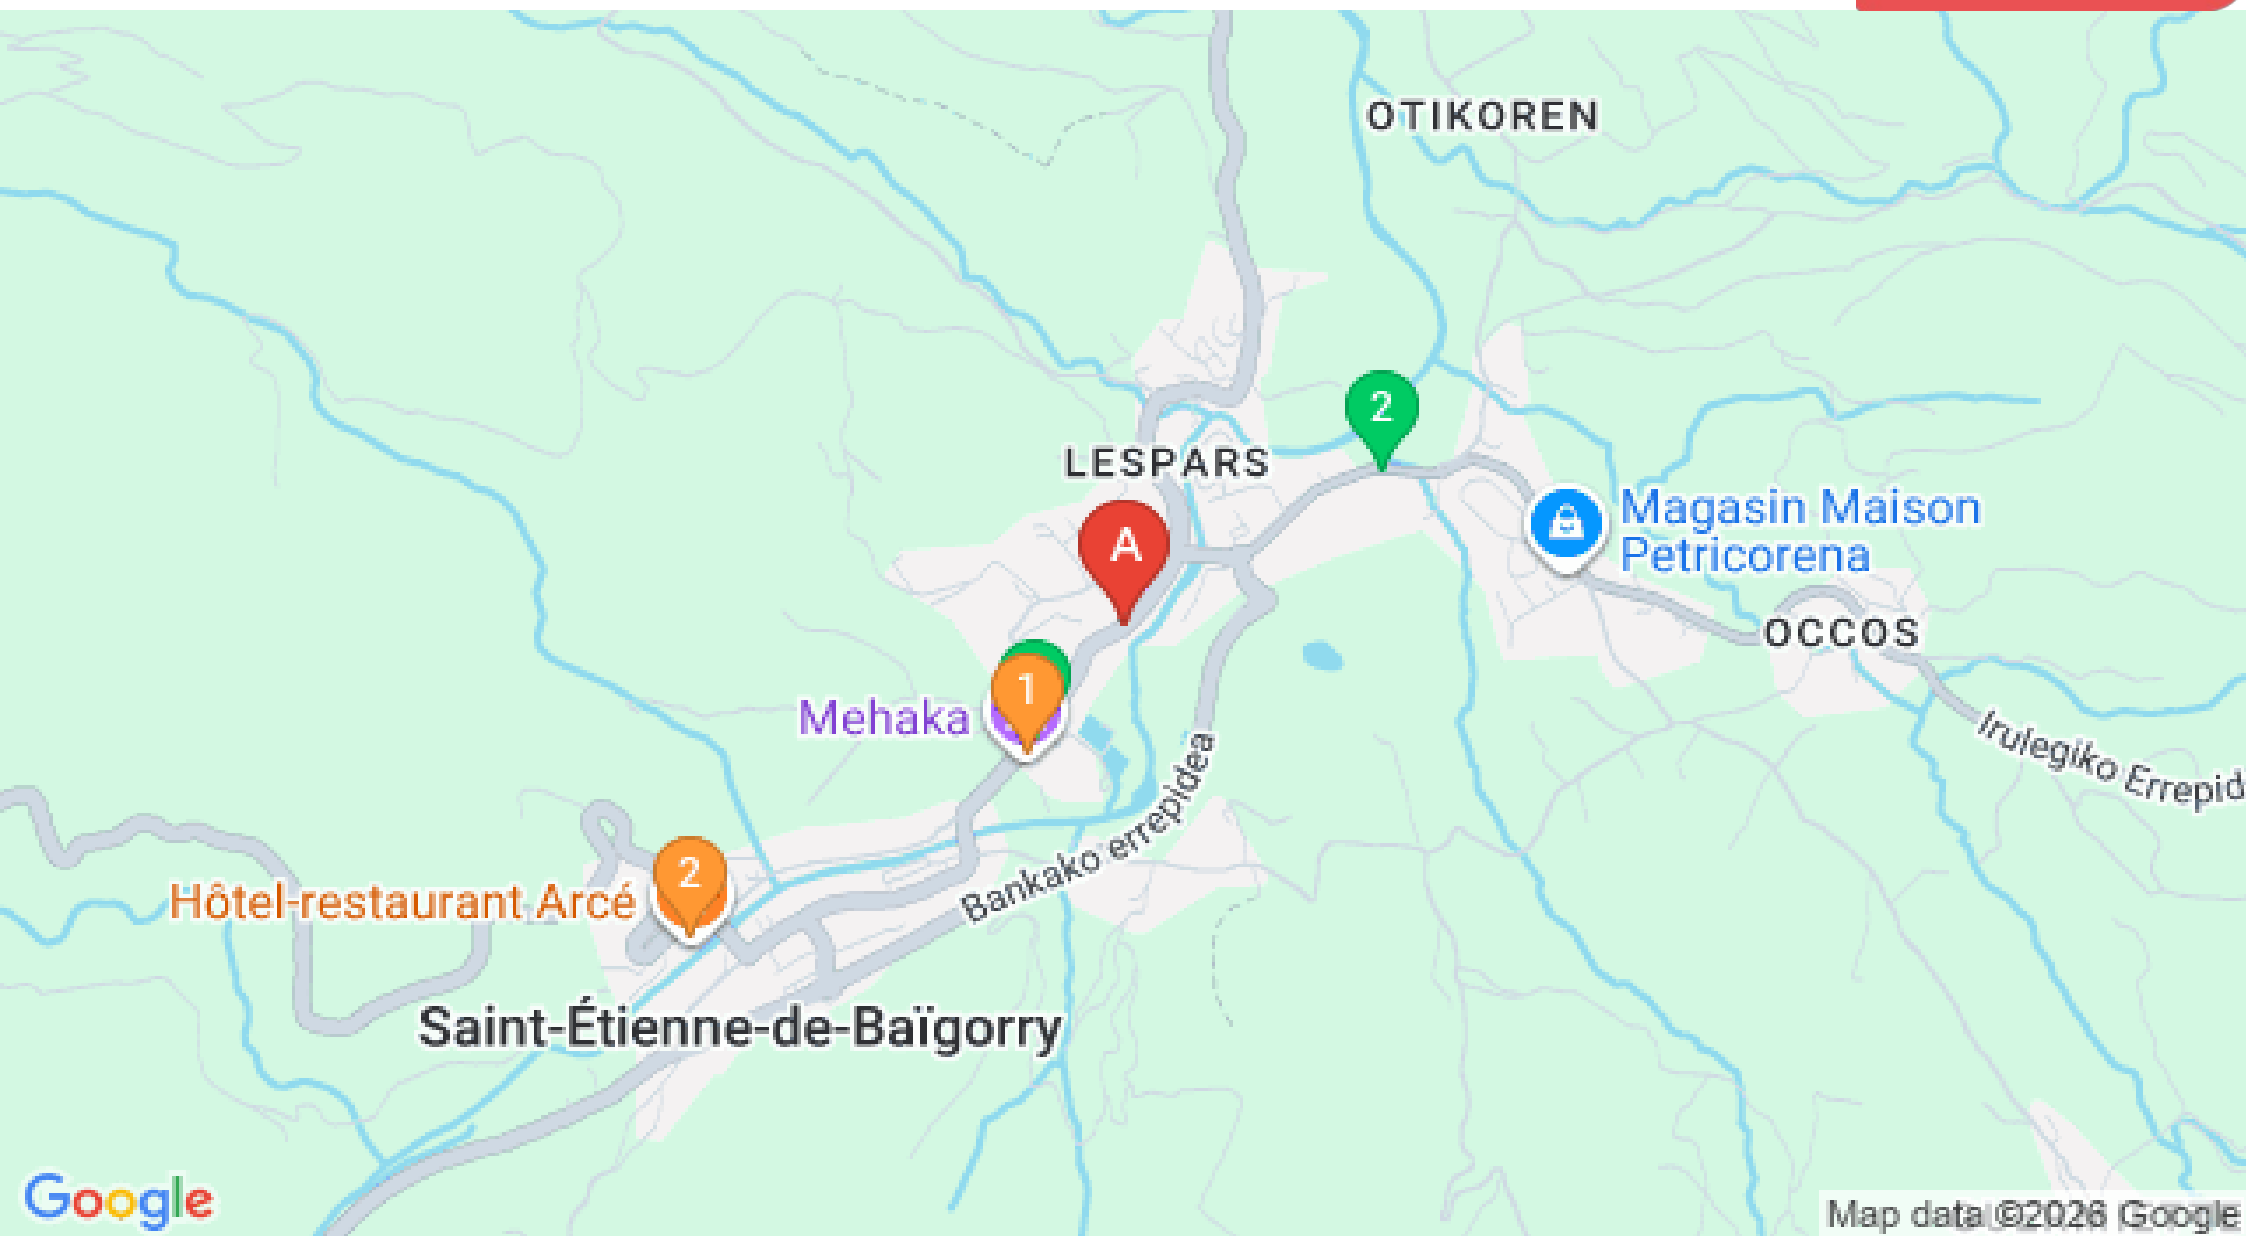 OTIKOREN
2
LESPARS
A
Magasin Maison
Petricorena
OCCOS
1
Mehaka
Irulegiko Errepid
Bankako errepidea
2
Hôtel-restaurant Arcé
Saint-Étienne-de-Baïgorry
Google
Map data ©2026 Google